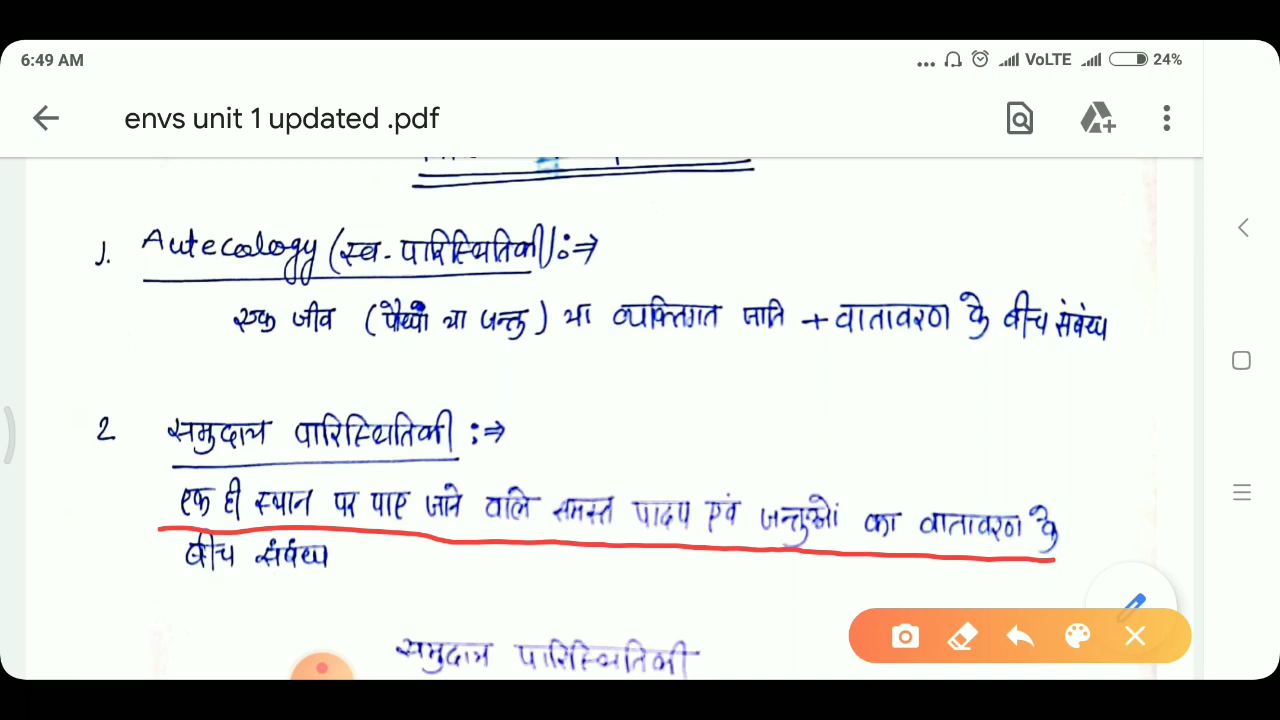 6:49 AM ... VoLTE 24%
envs unit 1 updated .pdf
1. Autecology (स्व-पारिस्थितिकी) :⇒
एक जीव (पौधा या जन्तु) या व्यक्तिगत जाति + वातावरण के बीच संबंध
2 समुदाय पारिस्थितिकी :⇒
एक ही स्थान पर पाए जाने वाले समस्त पादप एवं जन्तुओं का वातावरण के
बीच संबंध
समुदाय पारिस्थितिकी